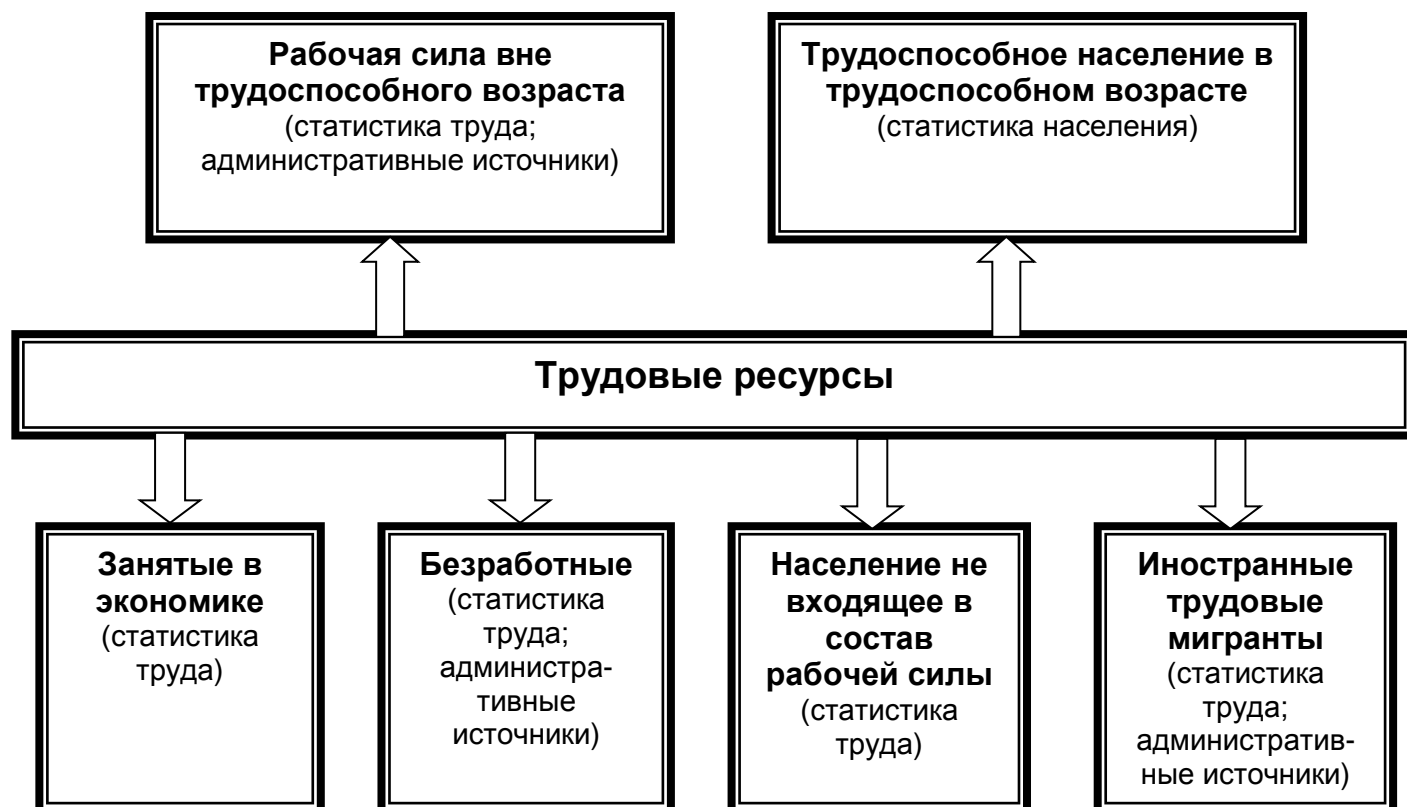 Рабочая сила вне
трудоспособного возраста
(статистика труда;
административные источники)
Трудоспособное население в
трудоспособном возрасте
(статистика населения)
Трудовые ресурсы
Занятые в
экономике
(статистика
труда)
Безработные
(статистика
труда;
администра-
тивные
источники)
Население не
входящее в
состав
рабочей силы
(статистика
труда)
Иностранные
трудовые
мигранты
(статистика
труда;
административ-
ные источники)